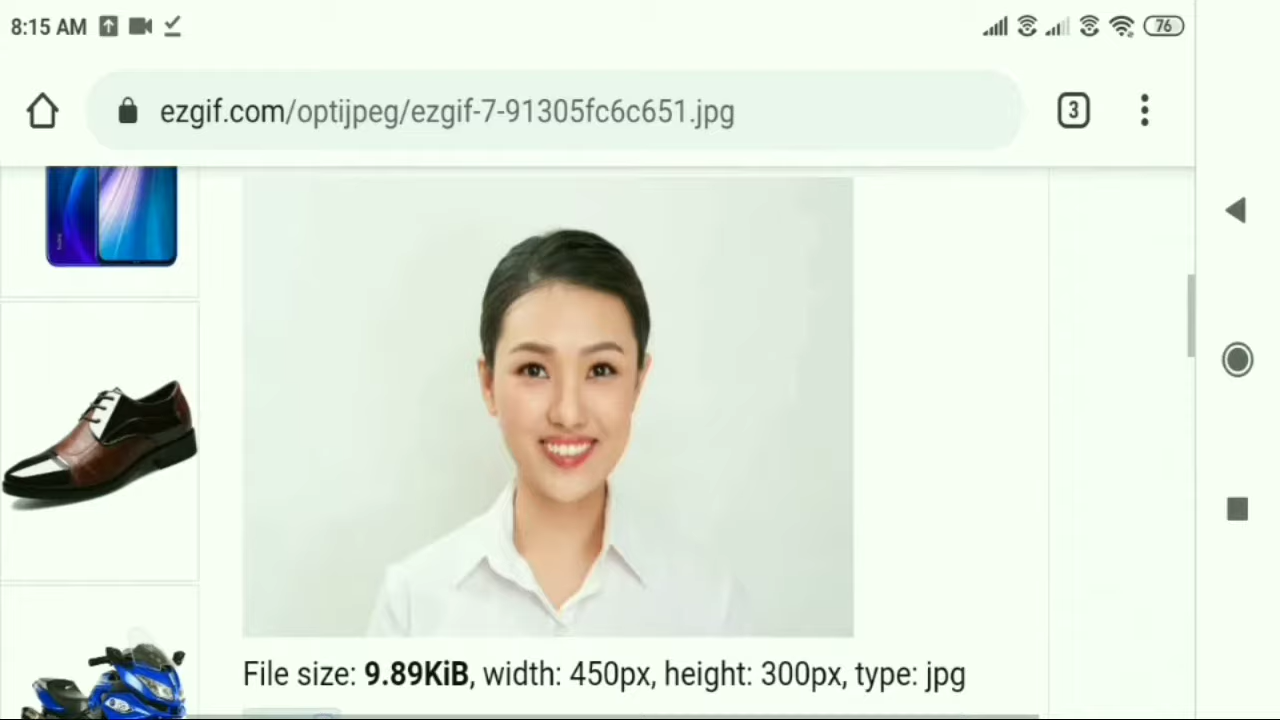 8:15 AM
76
ezgif.com/optijpeg/ezgif-7-91305fc6c651.jpg
3
File size: 9.89KiB, width: 450px, height: 300px, type: jpg